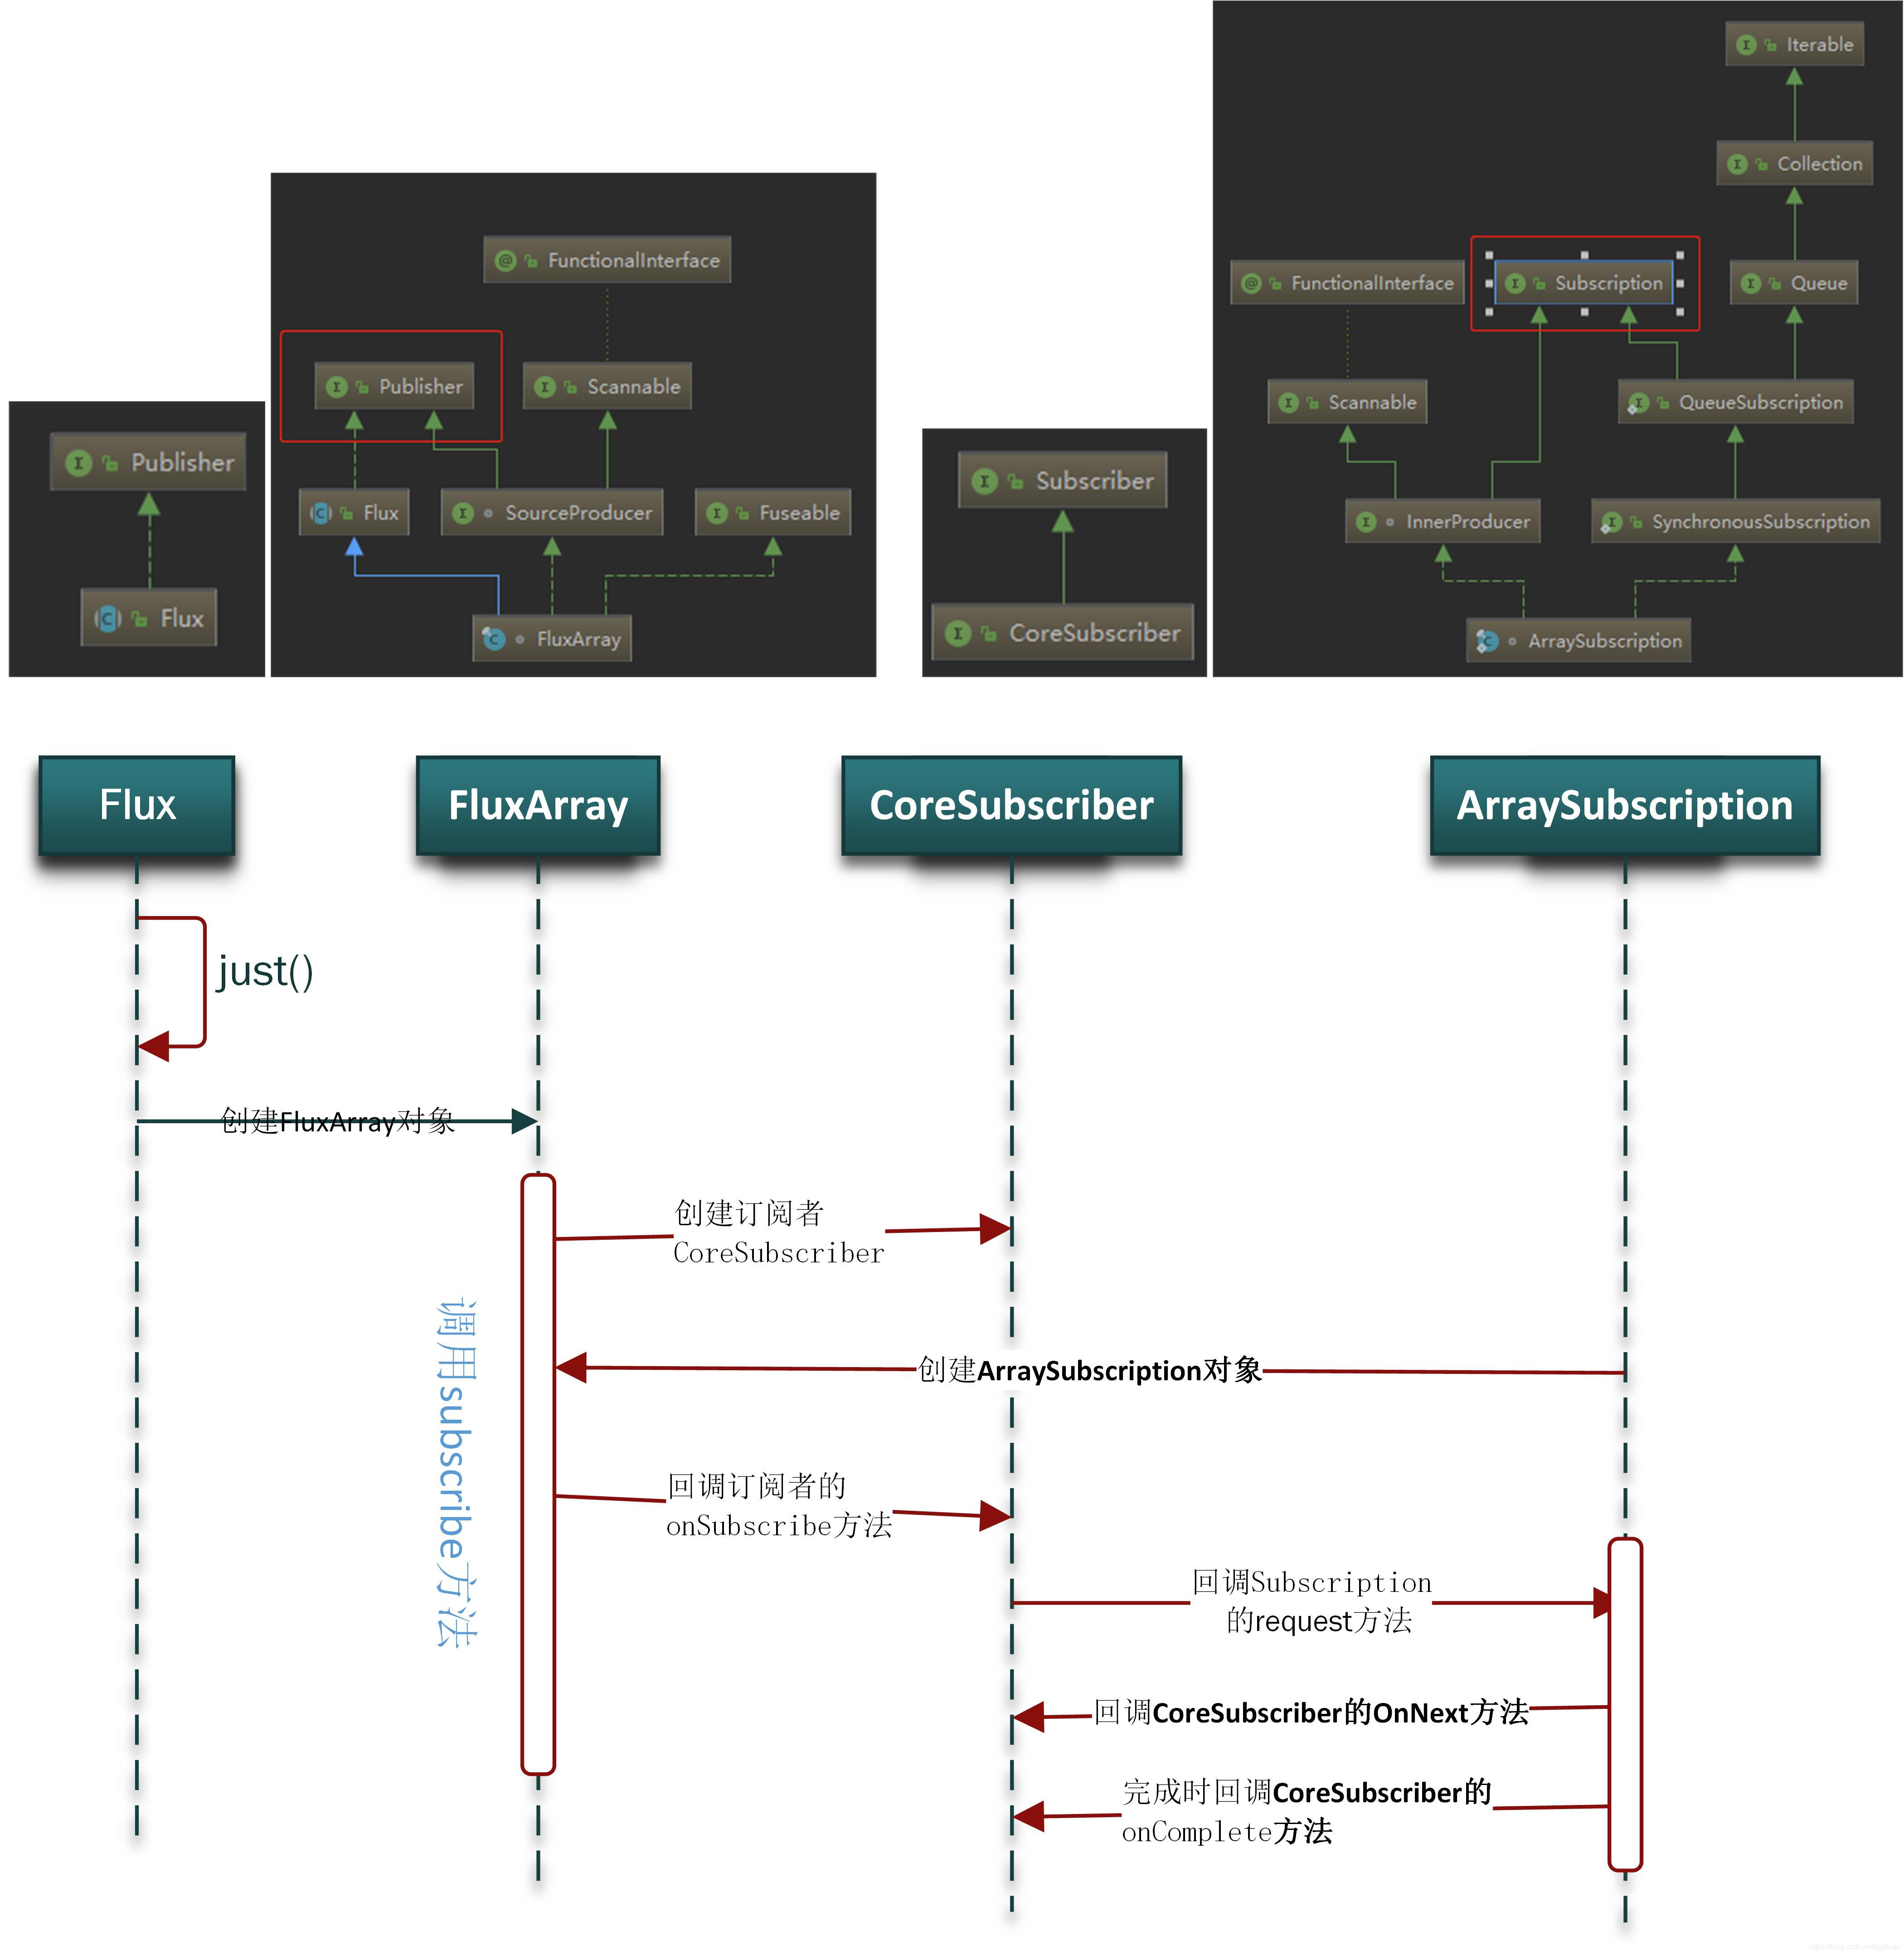 Publisher
Flux
FunctionalInterface
Publisher
Scannable
Flux
SourceProducer
Fuseable
FluxArray
Subscriber
CoreSubscriber
Iterable
Collection
FunctionalInterface
Subscription
Queue
Scannable
QueueSubscription
InnerProducer
SynchronousSubscription
ArraySubscription
Flux
FluxArray
CoreSubscriber
ArraySubscription
just()
创建FluxArray对象
调用subscribe方法
创建订阅者
CoreSubscriber
创建ArraySubscription对象
回调订阅者的
onSubscribe方法
回调Subscription
的request方法
回调CoreSubscriber的OnNext方法
完成时回调CoreSubscriber的
onComplete方法